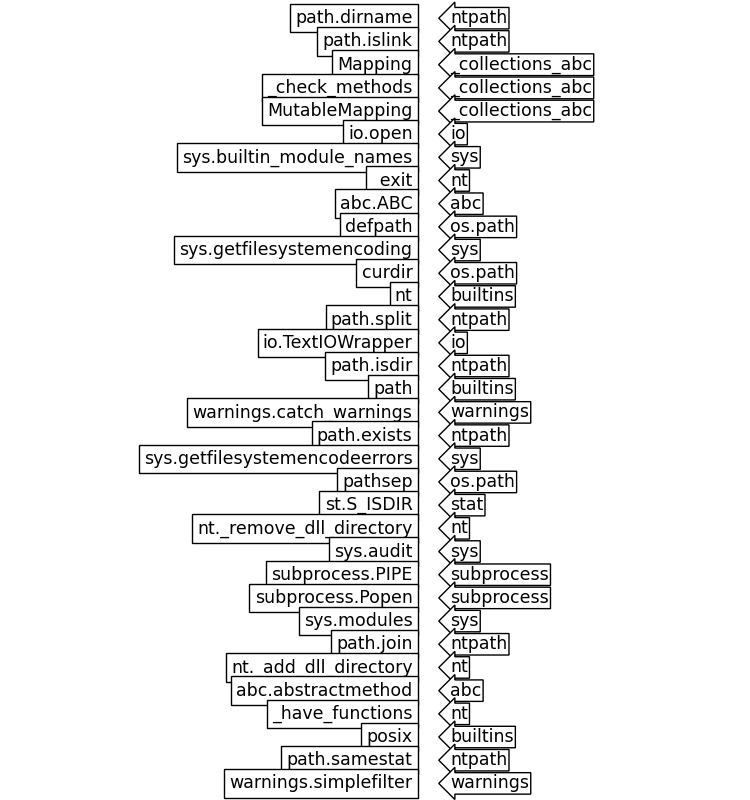 path.dirname ntpath
path.islink ntpath
Mapping _collections_abc
_check_methods _collections_abc
MutableMapping _collections_abc
io.open io
sys.builtin_module_names sys
exit nt
abc.ABC abc
defpath os.path
sys.getfilesystemencoding sys
curdir os.path
nt builtins
path.split ntpath
io.TextIOWrapper io
path.isdir ntpath
path builtins
warnings.catch_warnings warnings
path.exists ntpath
sys.getfilesystemencodeerrors sys
pathsep os.path
st.S_ISDIR stat
nt._remove_dll_directory nt
sys.audit sys
subprocess.PIPE subprocess
subprocess.Popen subprocess
sys.modules sys
path.join ntpath
nt._add_dll_directory nt
abc.abstractmethod abc
_have_functions nt
posix builtins
path.samestat ntpath
warnings.simplefilter warnings